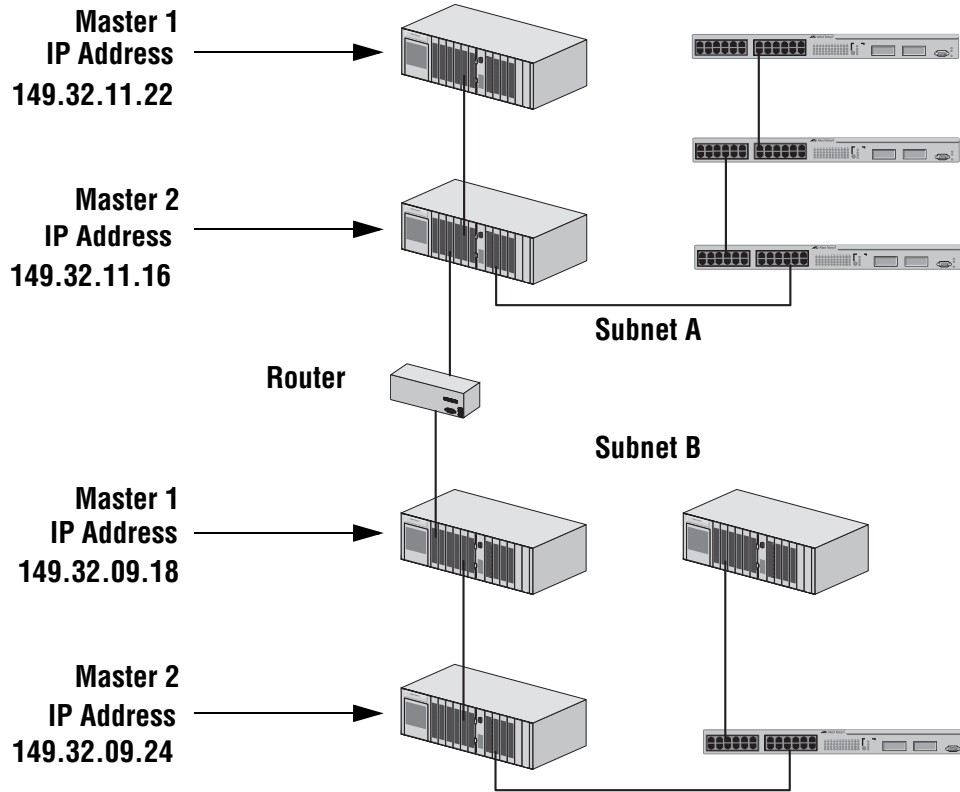 Master 1
IP Address
149.32.11.22
Master 2
IP Address
149.32.11.16
Subnet A
Router
Subnet B
Master 1
IP Address
149.32.09.18
Master 2
IP Address
149.32.09.24